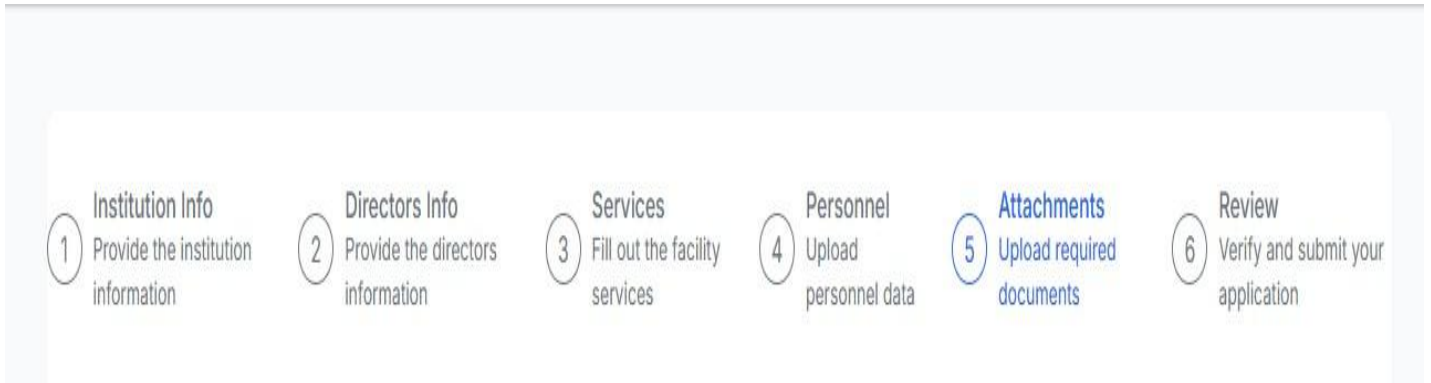 1
Institution Info
Provide the institution
information
2
Directors Info
Provide the directors
information
3
Services
Fill out the facility
services
4
Personnel
Upload
personnel data
5
Attachments
Upload required
documents
6
Review
Verify and submit your
application